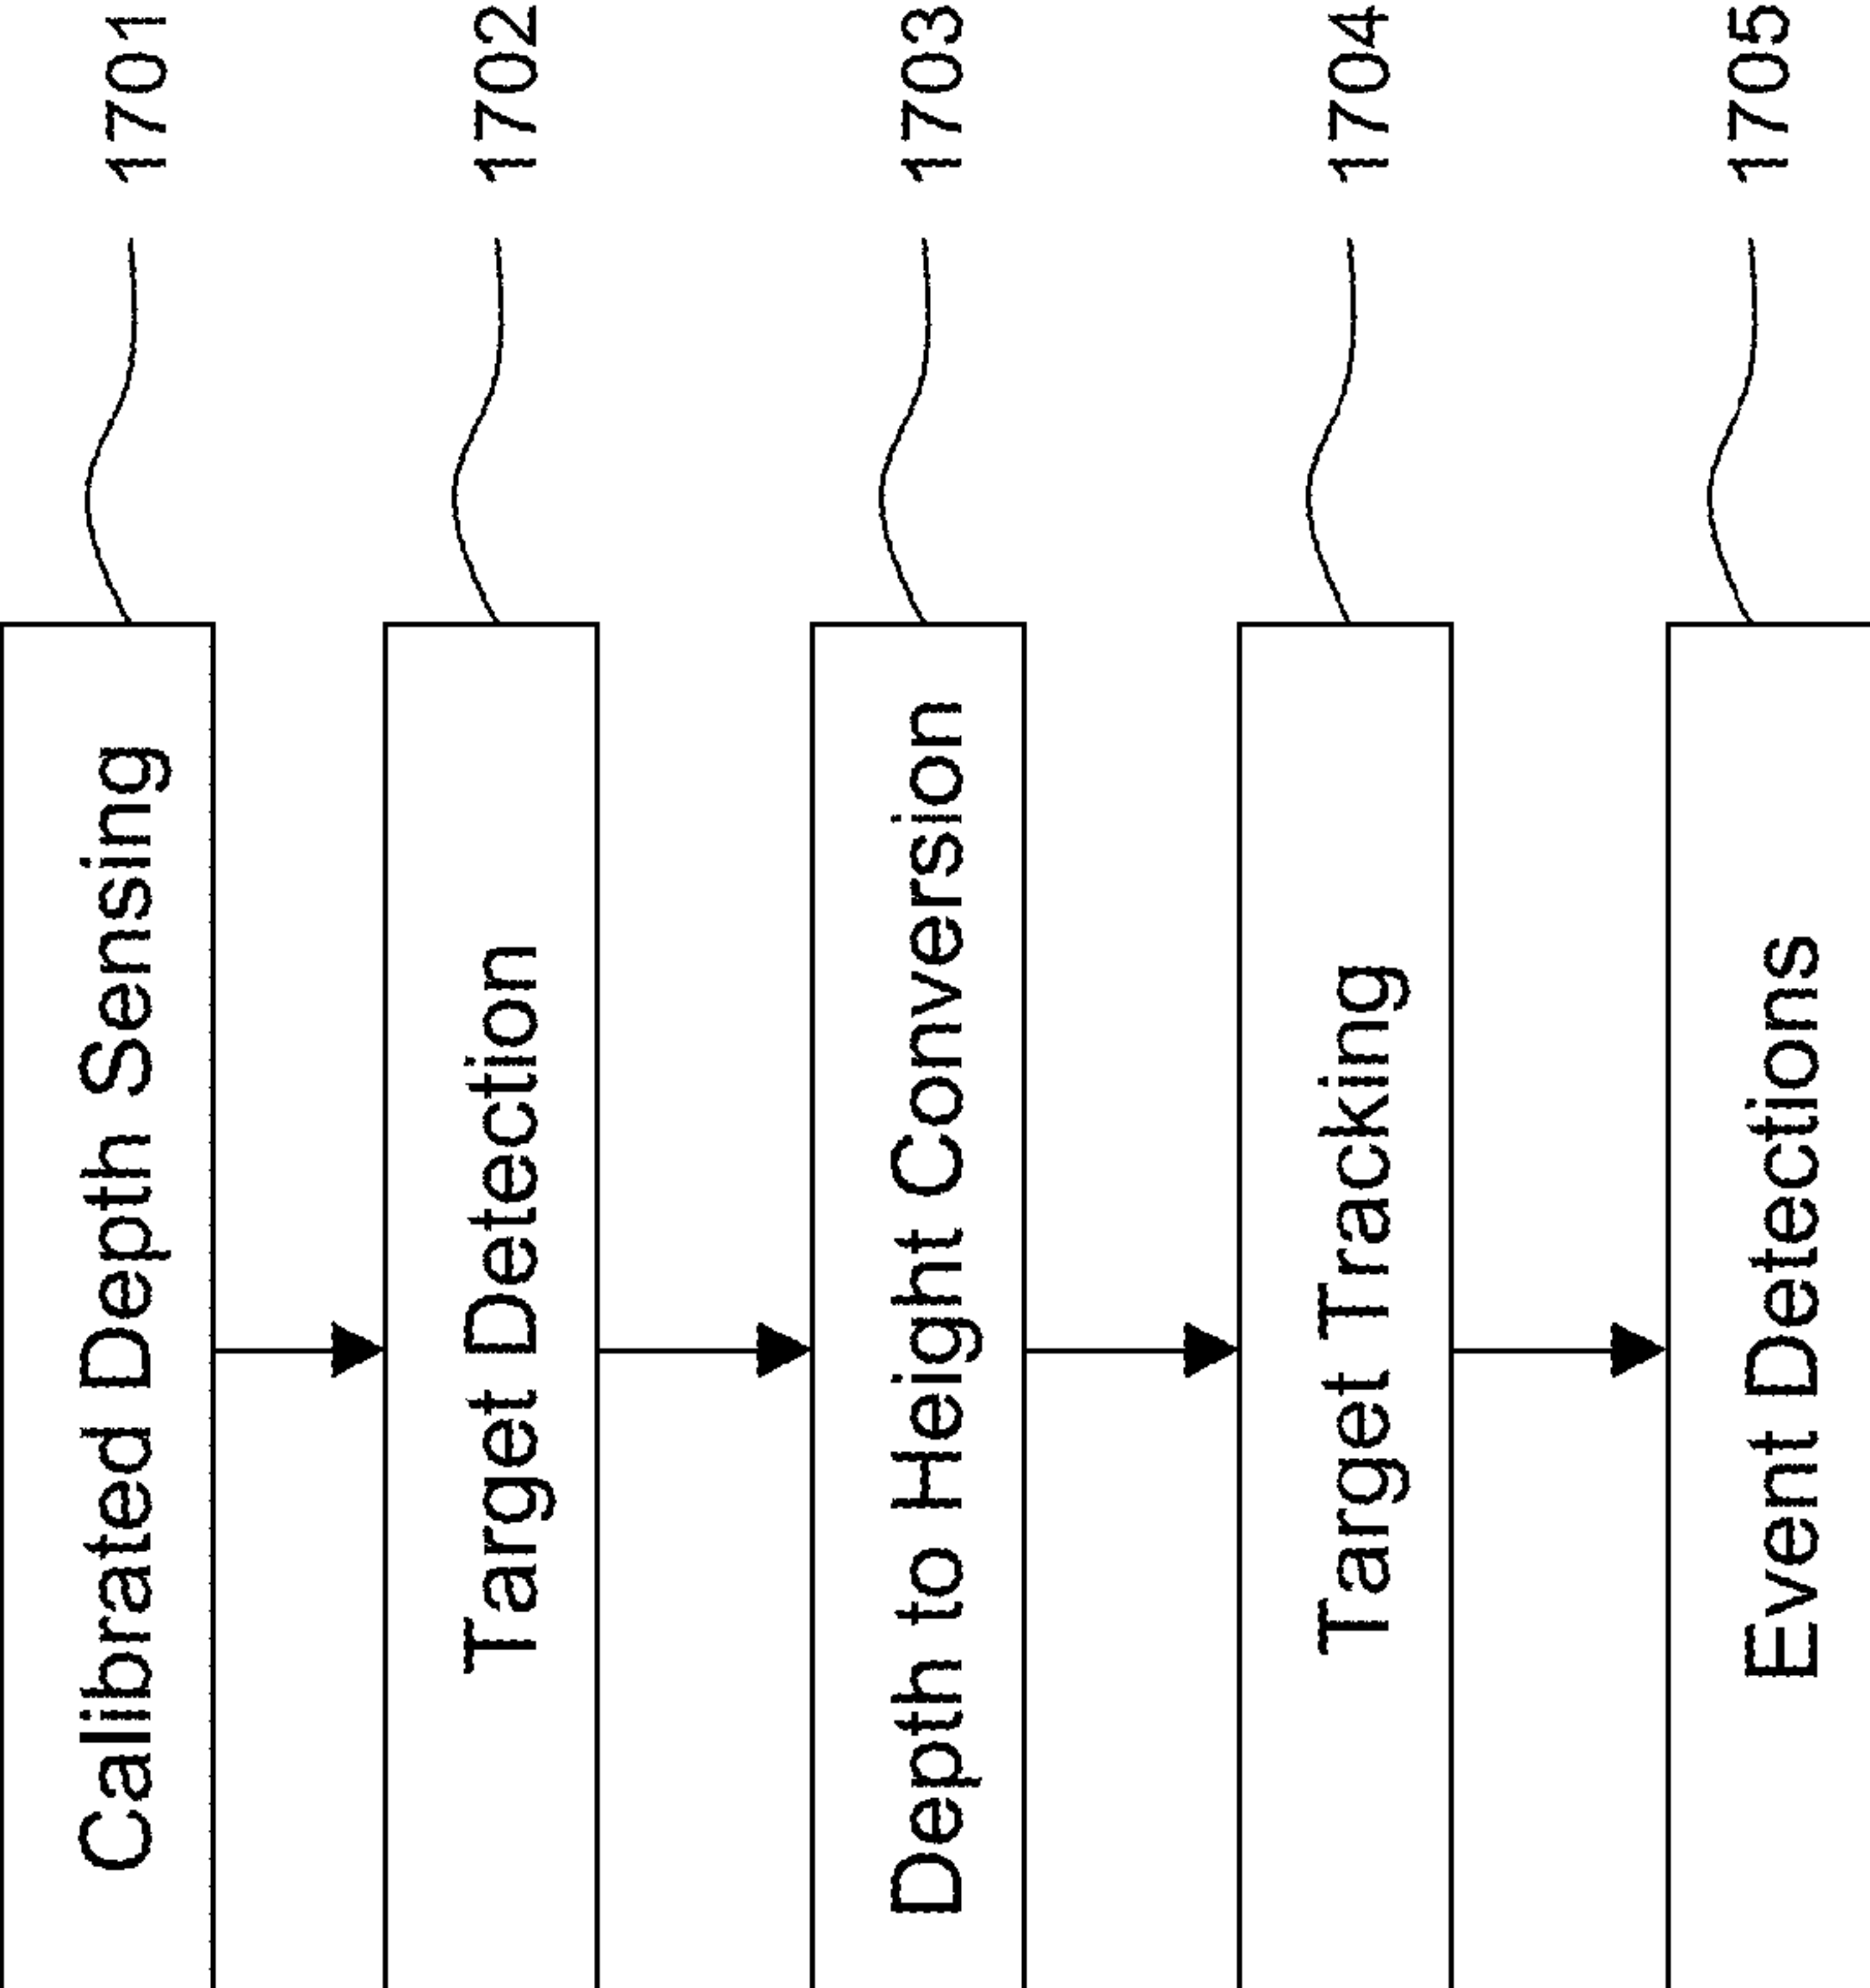 Calibrated Depth Sensing 1701
Target Detection 1702
Depth to Height Conversion 1703
Target Tracking 1704
Event Detections 1705